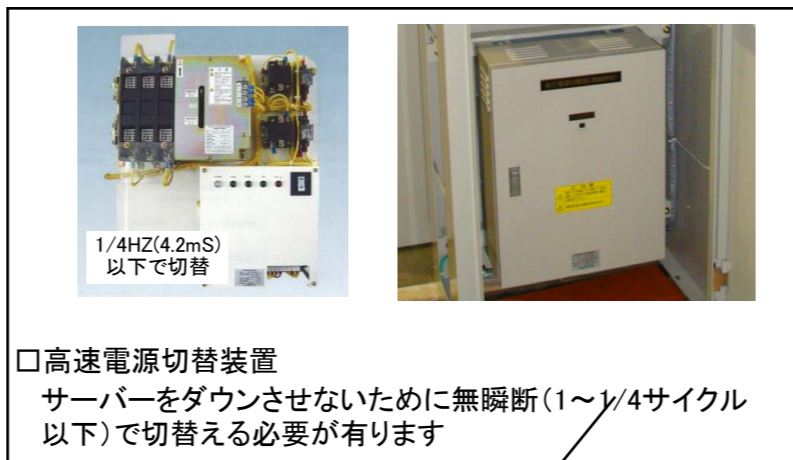 1/4HZ(4.2mS)
以下で切替
□高速電源切替装置
サーバーをダウンさせないために無瞬断(1～1/4サイクル
以下)で切替える必要が有ります